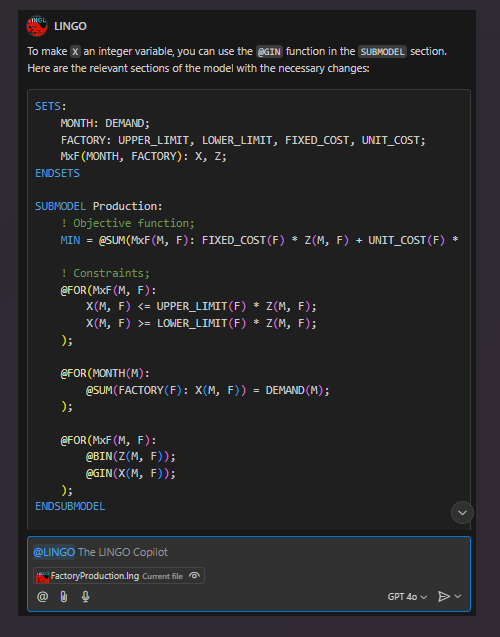 LINGO
To make X an integer variable, you can use the @GIN function in the SUBMODEL section.
Here are the relevant sections of the model with the necessary changes:
SETS:
    MONTH: DEMAND;
    FACTORY: UPPER_LIMIT, LOWER_LIMIT, FIXED_COST, UNIT_COST;
    MxF(MONTH, FACTORY): X, Z;
ENDSETS
SUBMODEL Production:
    ! Objective function;
    MIN = @SUM(MxF(M, F): FIXED_COST(F) * Z(M, F) + UNIT_COST(F) *
    ! Constraints;
    @FOR(MxF(M, F):
        X(M, F) <= UPPER_LIMIT(F) * Z(M, F);
        X(M, F) >= LOWER_LIMIT(F) * Z(M, F);
    );
    @FOR(MONTH(M):
        @SUM(FACTORY(F): X(M, F)) = DEMAND(M);
    );
    @FOR(MxF(M, F):
        @BIN(Z(M, F));
        @GIN(X(M, F));
    );
ENDSUBMODEL
@LINGO The LINGO Copilot
FactoryProduction.lng Current file
@ GPT 4o